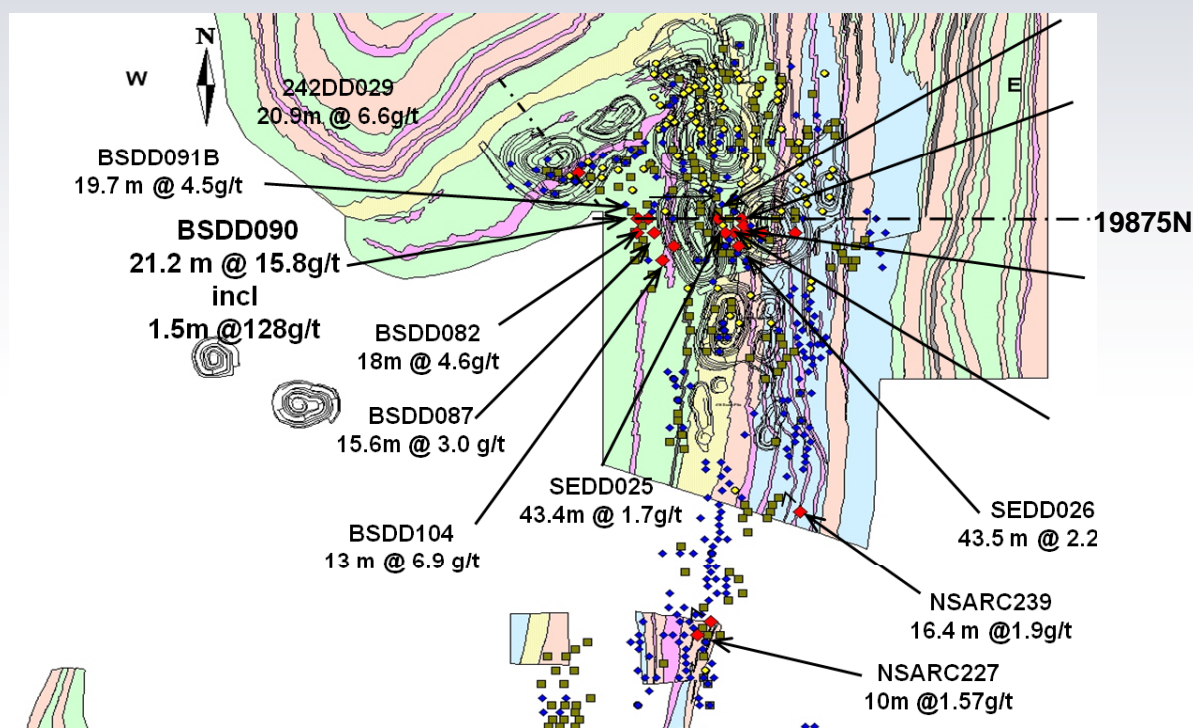 N
W
E
242DD029
20.9m @ 6.6g/t
BSDD091B
19.7 m @ 4.5g/t
19875N
BSDD090
21.2 m @ 15.8g/t
incl
1.5m @128g/t
BSDD082
18m @ 4.6g/t
BSDD087
15.6m @ 3.0 g/t
SEDD025
43.4m @ 1.7g/t
SEDD026
43.5 m @ 2.2
BSDD104
13 m @ 6.9 g/t
NSARC239
16.4 m @1.9g/t
NSARC227
10m @1.57g/t